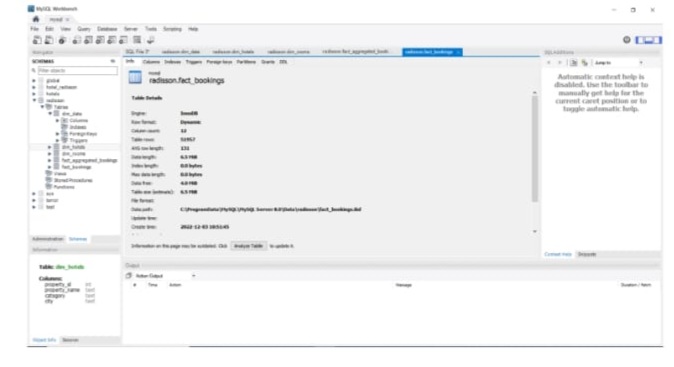 MySQL Workbench
mysql
File Edit View Query Database Server Tools Scripting Help
Navigator
SCHEMAS
Filter objects
global
hotel_radisson
hotels
radisson
Tables
dim_date
Columns
Indexes
Foreign Keys
Triggers
dim_hotels
dim_rooms
fact_aggregated_bookings
fact_bookings
Views
Stored Procedures
Functions
sys
test
Administration Schemas
Information
Table: dim_hotels
Columns:
property_id int
property_name text
category text
city text
Object Info Session
SQL File 7 radisson.dim_date radisson.dim_hotels radisson.dim_rooms radisson.fact_aggregated_book... radisson.fact_bookings
Info Columns Indexes Triggers Foreign keys Partitions Grants DDL
mysql
radisson.fact_bookings
Table Details
Engine: InnoDB
Row format: Dynamic
Column count: 12
Table rows:
AVG row length: 131
Data length: 6.5 MiB
Index length: 0.0 bytes
Max data length: 0.0 bytes
Data free: 4.0 MiB
Table size (estimate): 6.5 MiB
File format:
Data path: C:\ProgramData\MySQL\MySQL Server 8.0\Data\radisson\fact_bookings.ibd
Update time:
Create time: 2022-12-03 18:51:45
Information on this page may be outdated. Click Analyze Table to update it.
Output
Action Output
# Time Action Message Duration / Fetch
SQLAdditions
Jump to
Automatic context help is
disabled. Use the toolbar to
manually get help for the
current caret position or to
toggle automatic help.
Context Help Snippets